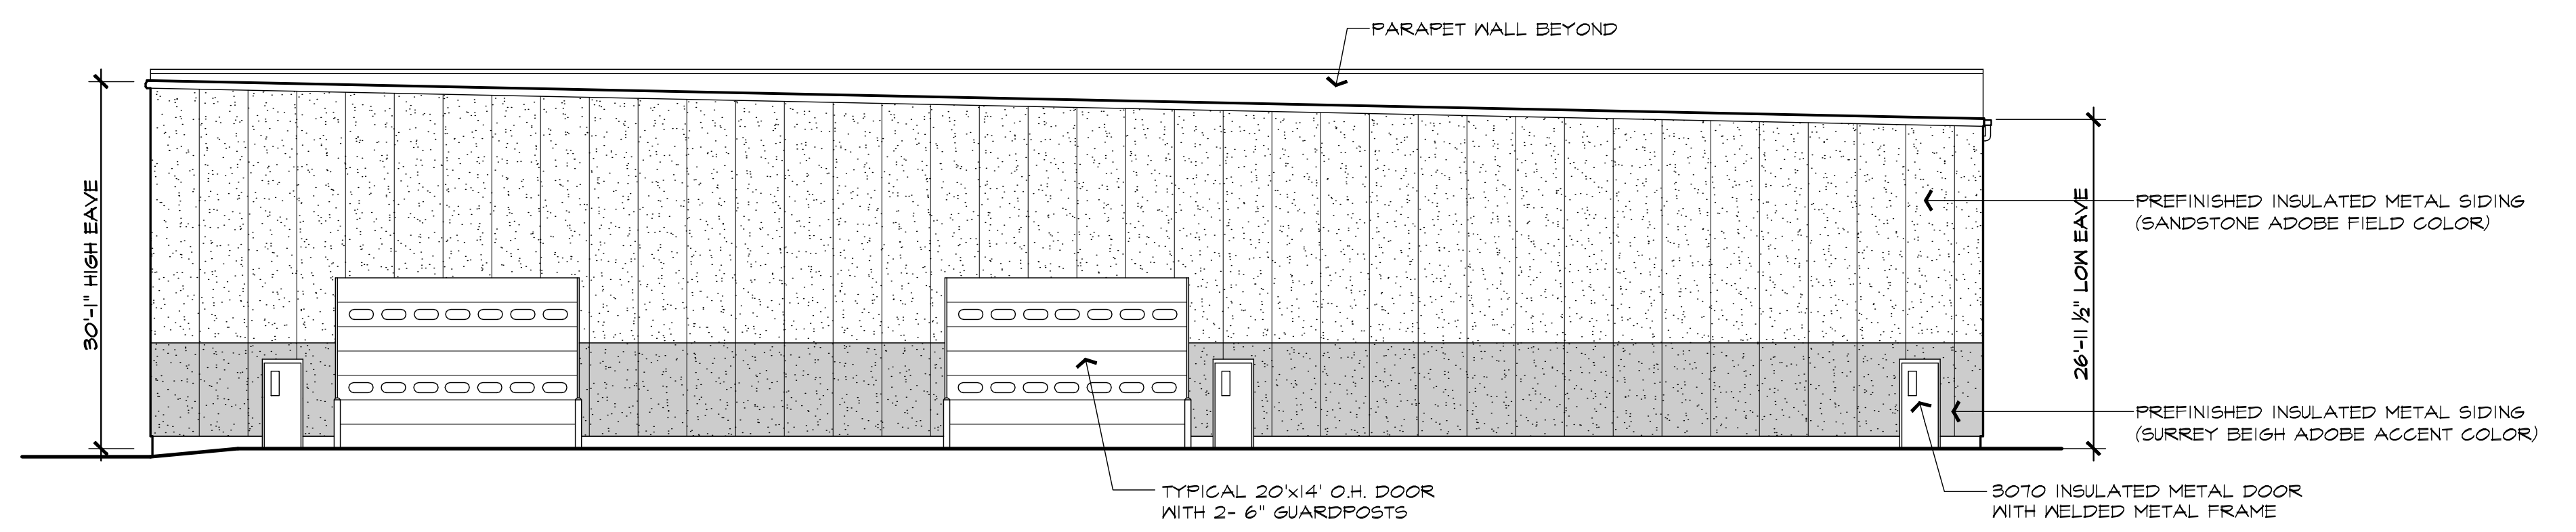 PARAPET WALL BEYOND
30'-1" HIGH EAVE
26'-11 1/2" LOW EAVE
PREFINISHED INSULATED METAL SIDING
(SANDSTONE ADOBE FIELD COLOR)
PREFINISHED INSULATED METAL SIDING
(SURREY BEIGH ADOBE ACCENT COLOR)
TYPICAL 20'x14' O.H. DOOR
WITH 2- 6" GUARDPOSTS
3070 INSULATED METAL DOOR
WITH WELDED METAL FRAME